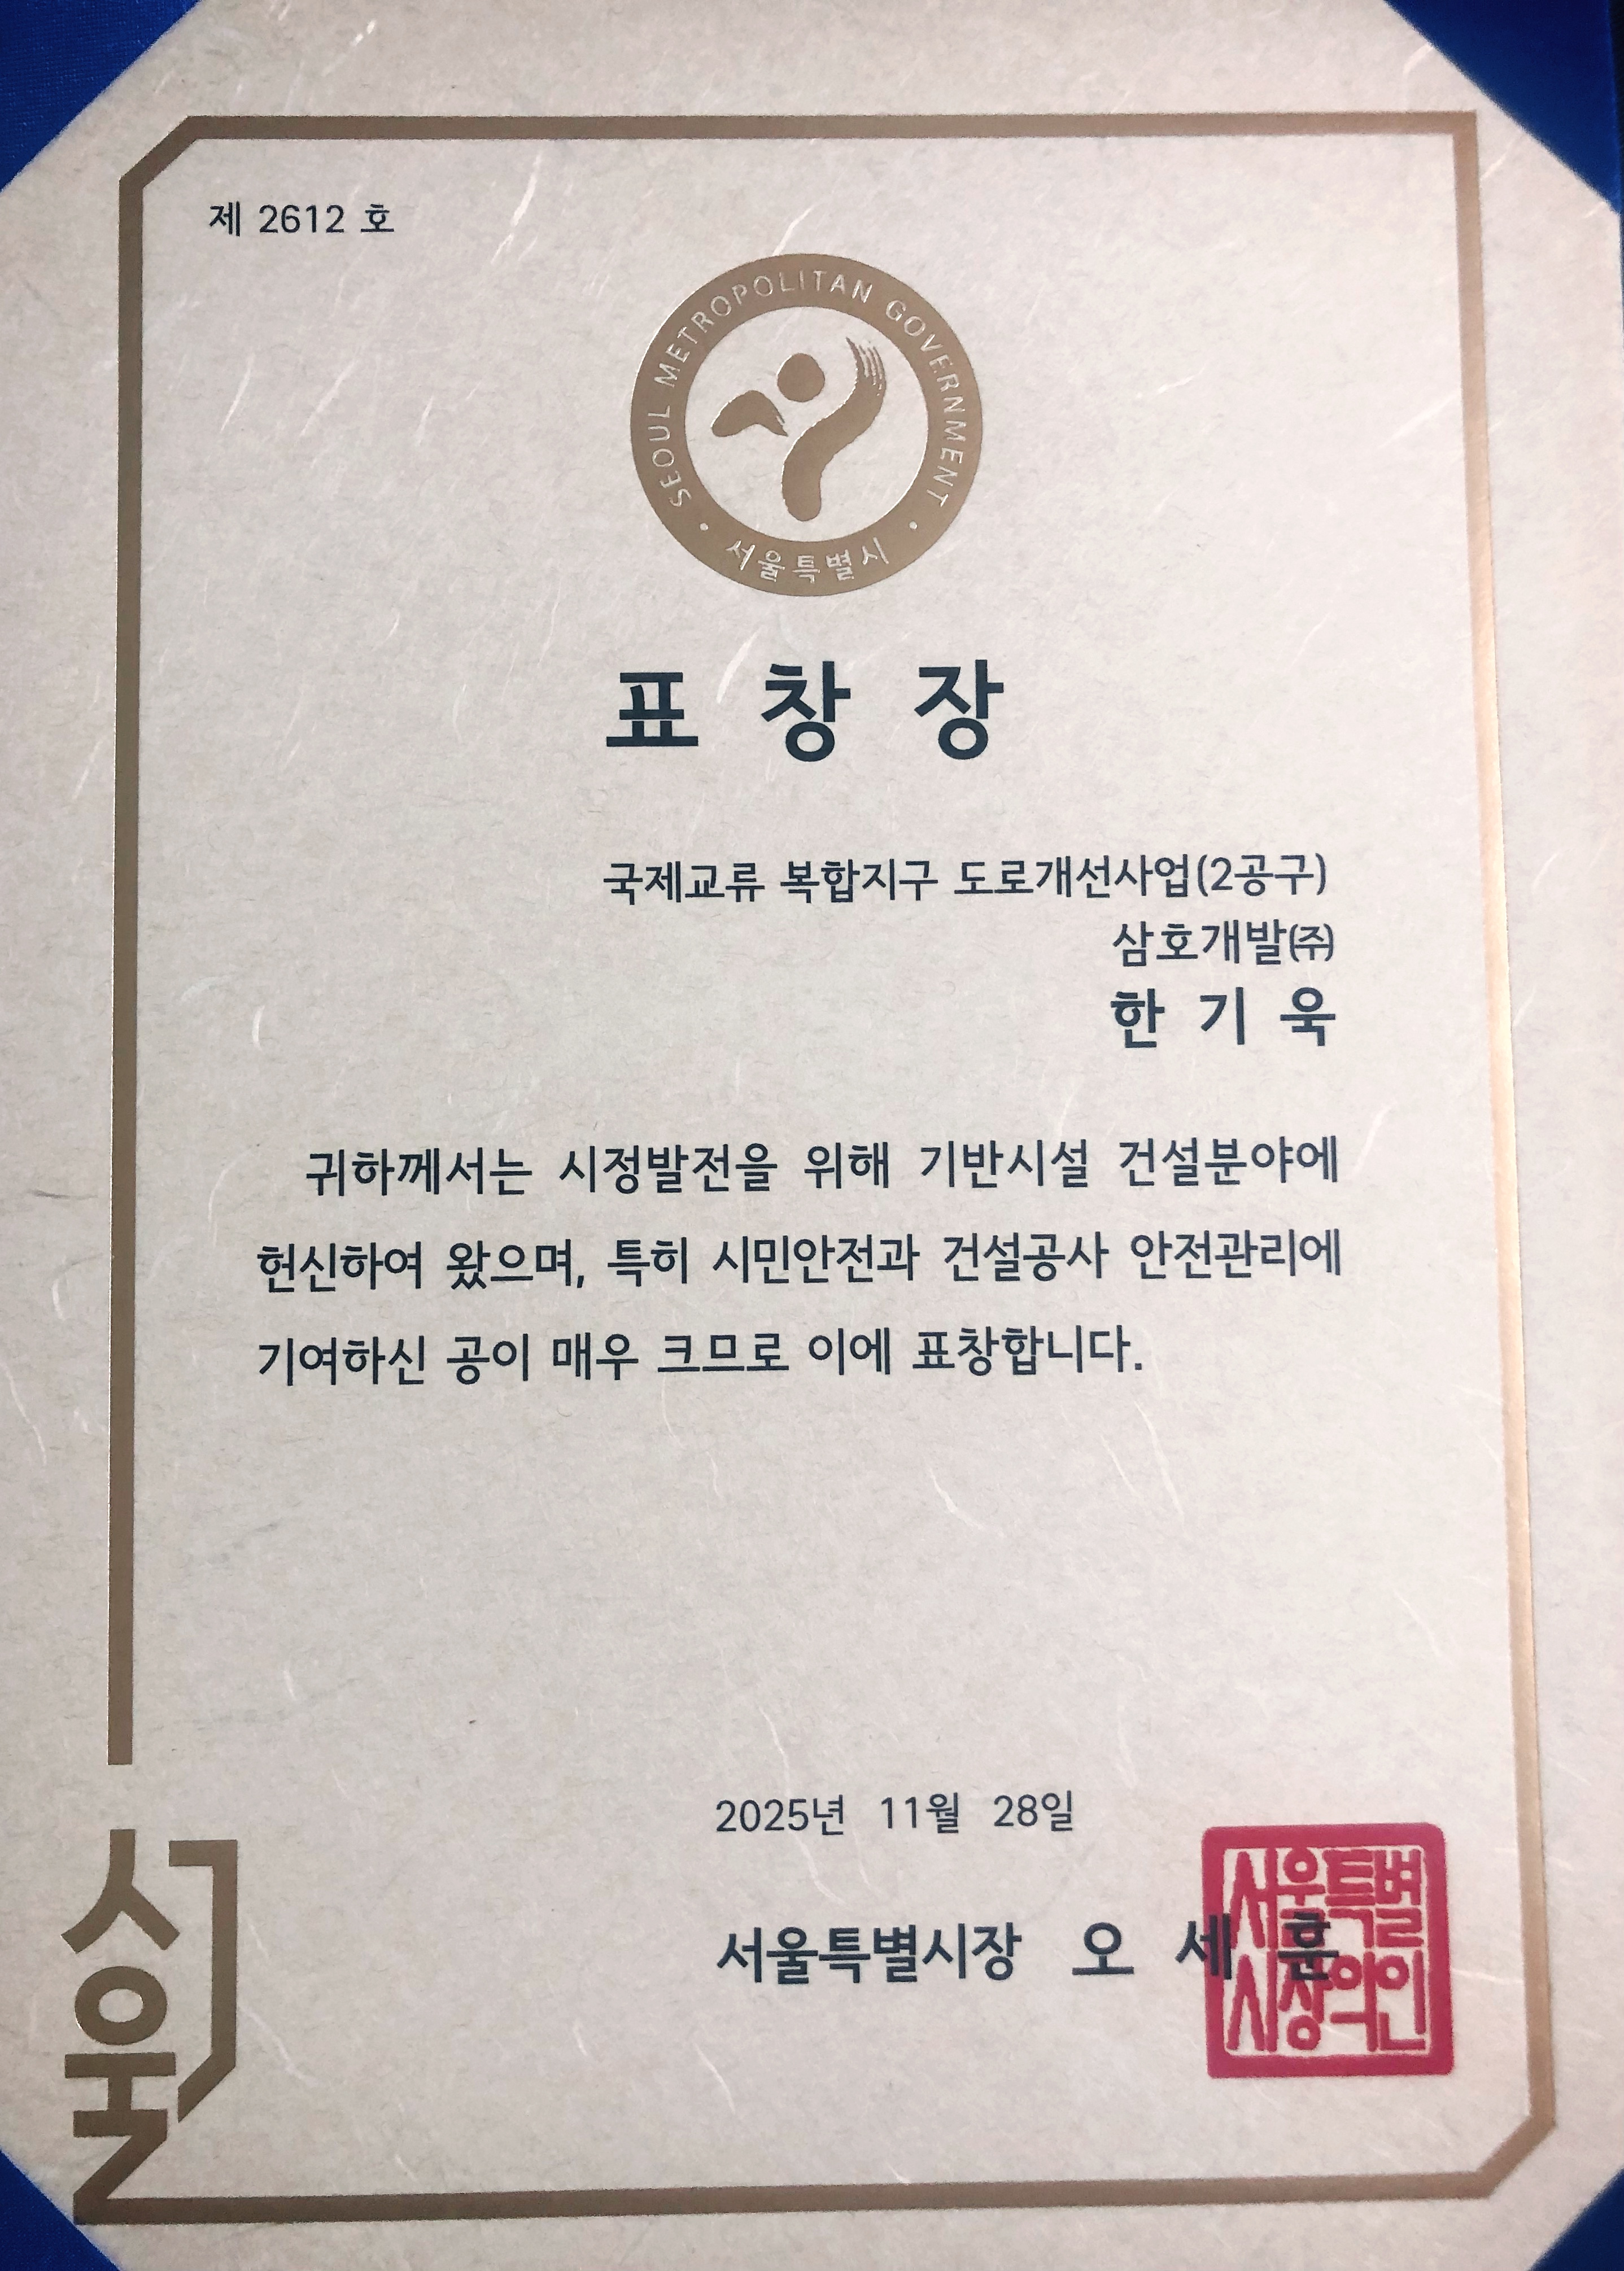 제 2612 호
SEOUL METROPOLITAN GOVERNMENT
서울특별시
표 창 장
국제교류 복합지구 도로개선사업(2공구)
삼호개발㈜
한 기 욱
귀하께서는 시정발전을 위해 기반시설 건설분야에
헌신하여 왔으며, 특히 시민안전과 건설공사 안전관리에
기여하신 공이 매우 크므로 이에 표창합니다.
2025년 11월 28일
서울특별시장 오 세 훈
서울특별
시장의인
서울